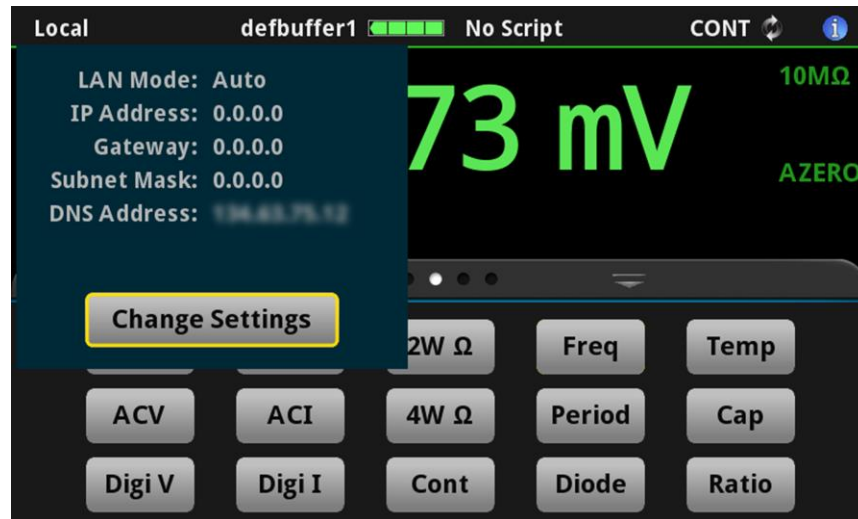 Local defbuffer1 No Script CONT i
LAN Mode: Auto
IP Address: 0.0.0.0
Gateway: 0.0.0.0
Subnet Mask: 0.0.0.0
DNS Address:
Change Settings
73 mV
10MΩ
AZERO
2W Ω Freq Temp
ACV ACI 4W Ω Period Cap
Digi V Digi I Cont Diode Ratio